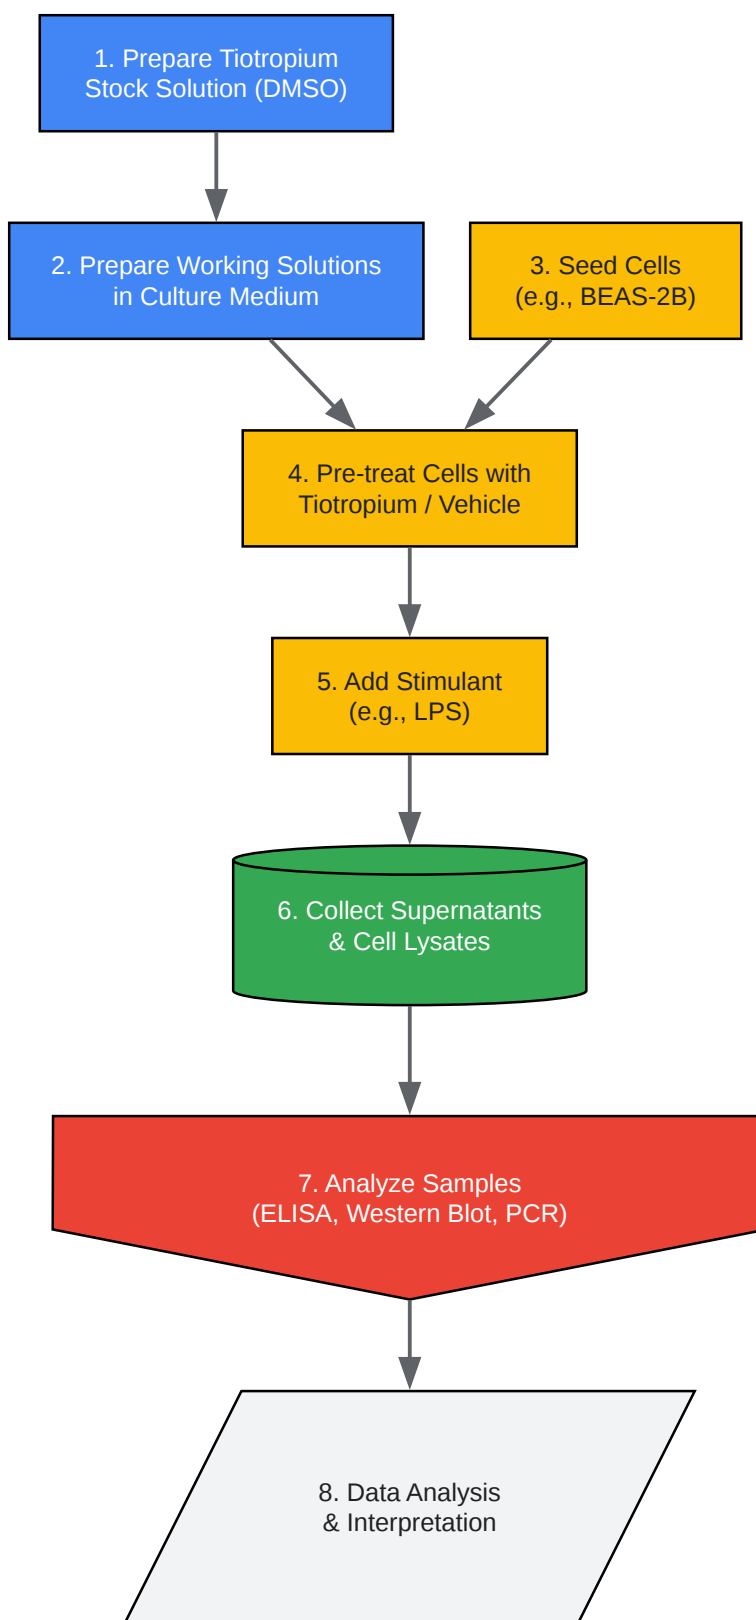 1. Prepare Tiotropium
Stock Solution (DMSO)
2. Prepare Working Solutions
in Culture Medium
3. Seed Cells
(e.g., BEAS-2B)
4. Pre-treat Cells with
Tiotropium / Vehicle
5. Add Stimulant
(e.g., LPS)
6. Collect Supernatants
& Cell Lysates
7. Analyze Samples
(ELISA, Western Blot, PCR)
8. Data Analysis
& Interpretation